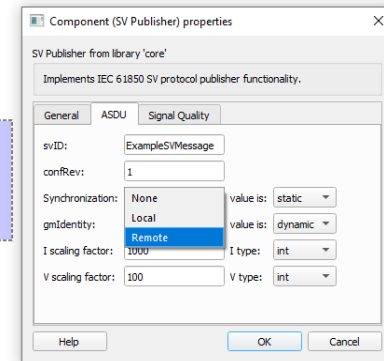 Component (SV Publisher) properties
SV Publisher from library 'core'
Implements IEC 61850 SV protocol publisher functionality.
General ASDU Signal Quality
svID: ExampleSVMessage
confRev: 1
Synchronization: None value is: static
Local
gmIdentity: value is: dynamic
Remote
I scaling factor: 1000 I type: int
V scaling factor: 100 V type: int
Help OK Cancel